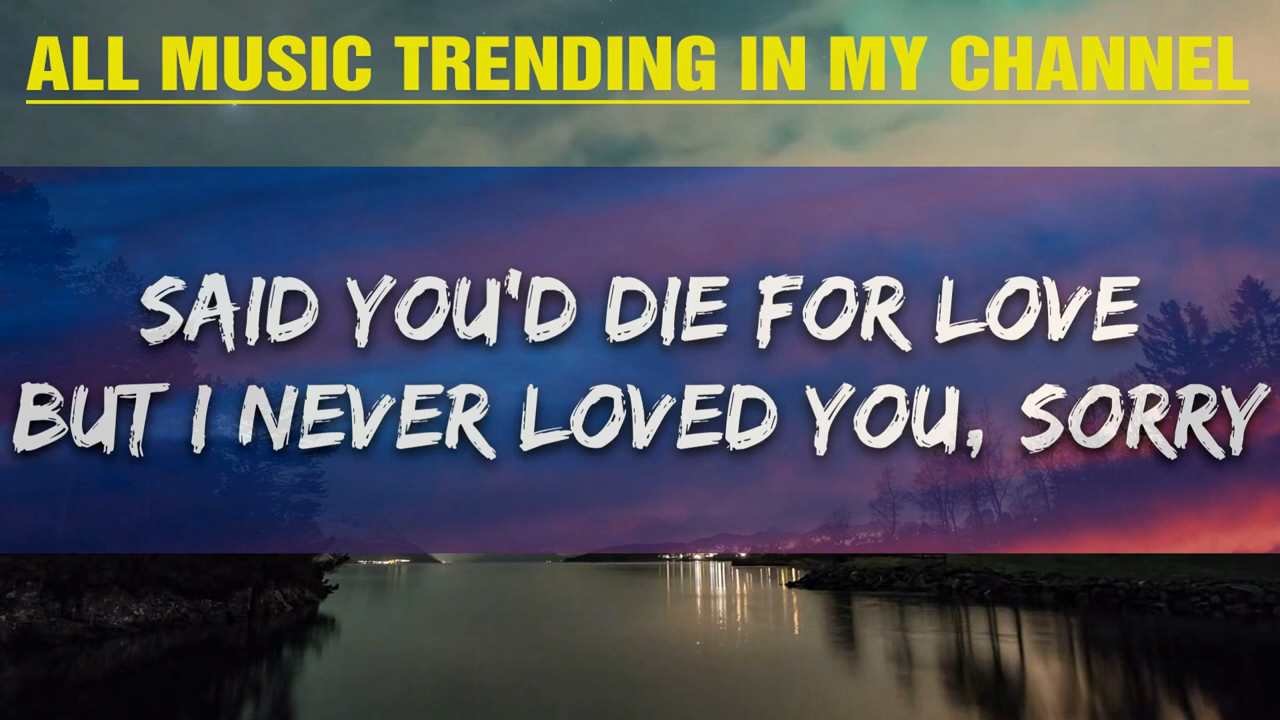 ALL MUSIC TRENDING IN MY CHANNEL
SAID YOU'D DIE FOR LOVE
BUT I NEVER LOVED YOU, SORRY